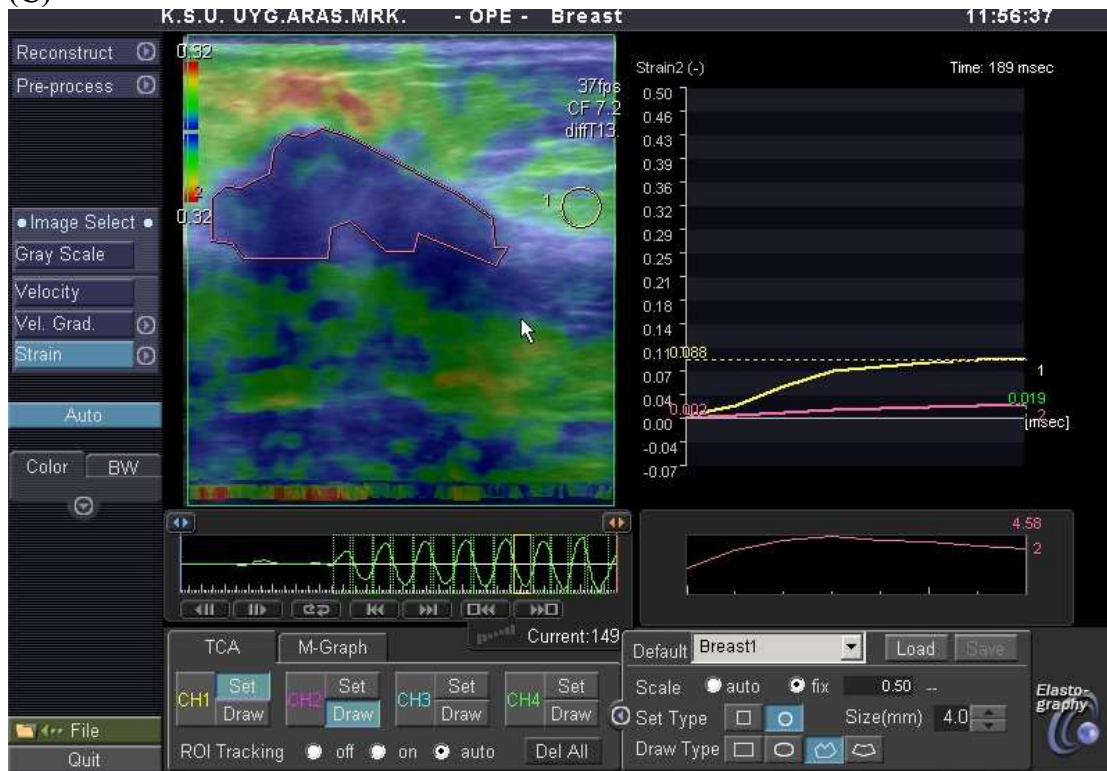 (C)
K.S.U. UYG.ARAS.MRK. - OPE - Breast 11:56:37
Reconstruct
Pre-process
• Image Select •
Gray Scale
Velocity
Vel. Grad.
Strain
Auto
Color BW
File
Quit
0.32
37fps
CF 7.2
diffT13.
2
0.32
1
Strain2 (-) Time: 189 msec
0.50
0.46
0.43
0.39
0.36
0.32
0.29
0.25
0.21
0.18
0.14
0.11 0.088
0.07 1
0.04 0.002 0.019
0.00 2 [msec]
-0.04
-0.07
4.58
2
Current:149
TCA M-Graph
CH1 Set Draw
CH2 Set Draw
CH3 Set Draw
CH4 Set Draw
ROI Tracking off on auto Del All
Default Breast1 Load Save
Scale auto fix 0.50 --
Set Type Size(mm) 4.0
Draw Type
Elasto-
graphy